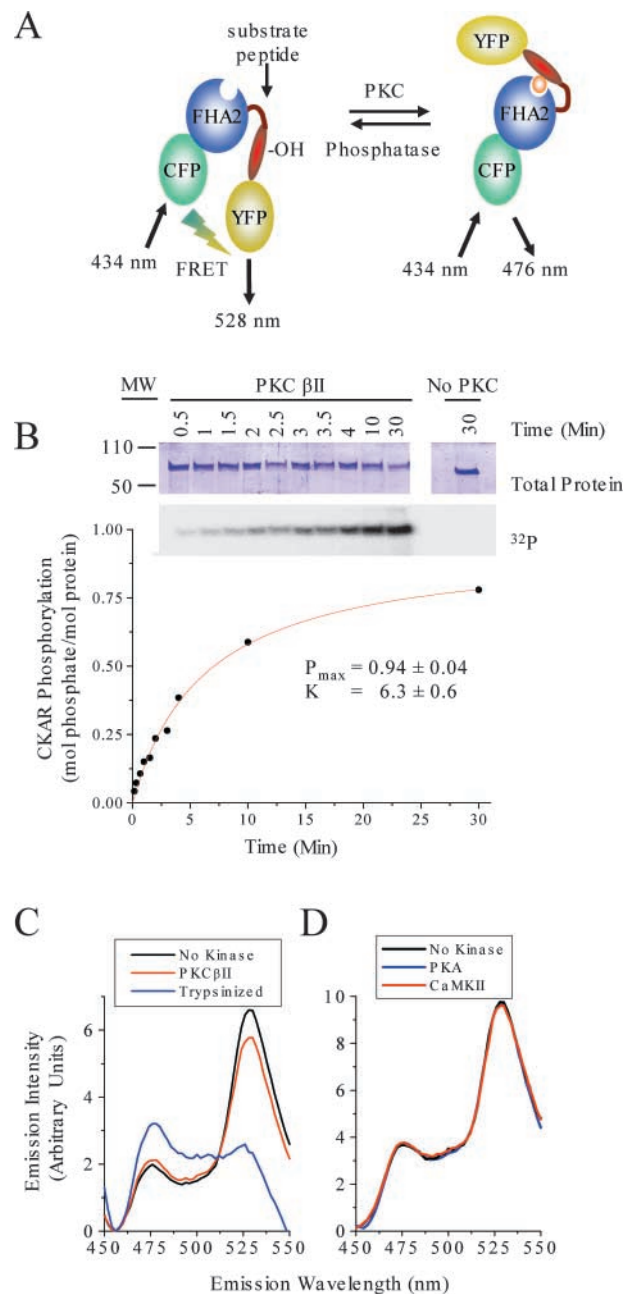 A
substrate
peptide
YFP
FHA2
PKC
FHA2
-OH
Phosphatase
CFP
CFP
YFP
434 nm
FRET
434 nm
476 nm
528 nm
B
MW
PKC βII
No PKC
0.5 1 1.5 2 2.5 3 3.5 4 10 30
30
Time (Min)
110
50
Total Protein
32P
CKAR Phosphorylation
(mol phosphate/mol protein)
1.00
0.75
0.50
0.25
0.00
Pmax = 0.94 ± 0.04
K = 6.3 ± 0.6
0 5 10 15 20 25 30
Time (Min)
C
No Kinase
PKCβII
Trypsinized
D
No Kinase
PKA
CaMKII
Emission Intensity
(Arbitrary Units)
6
4
2
0
10
8
6
4
2
0
450 475 500 525 550
450 475 500 525 550
Emission Wavelength (nm)